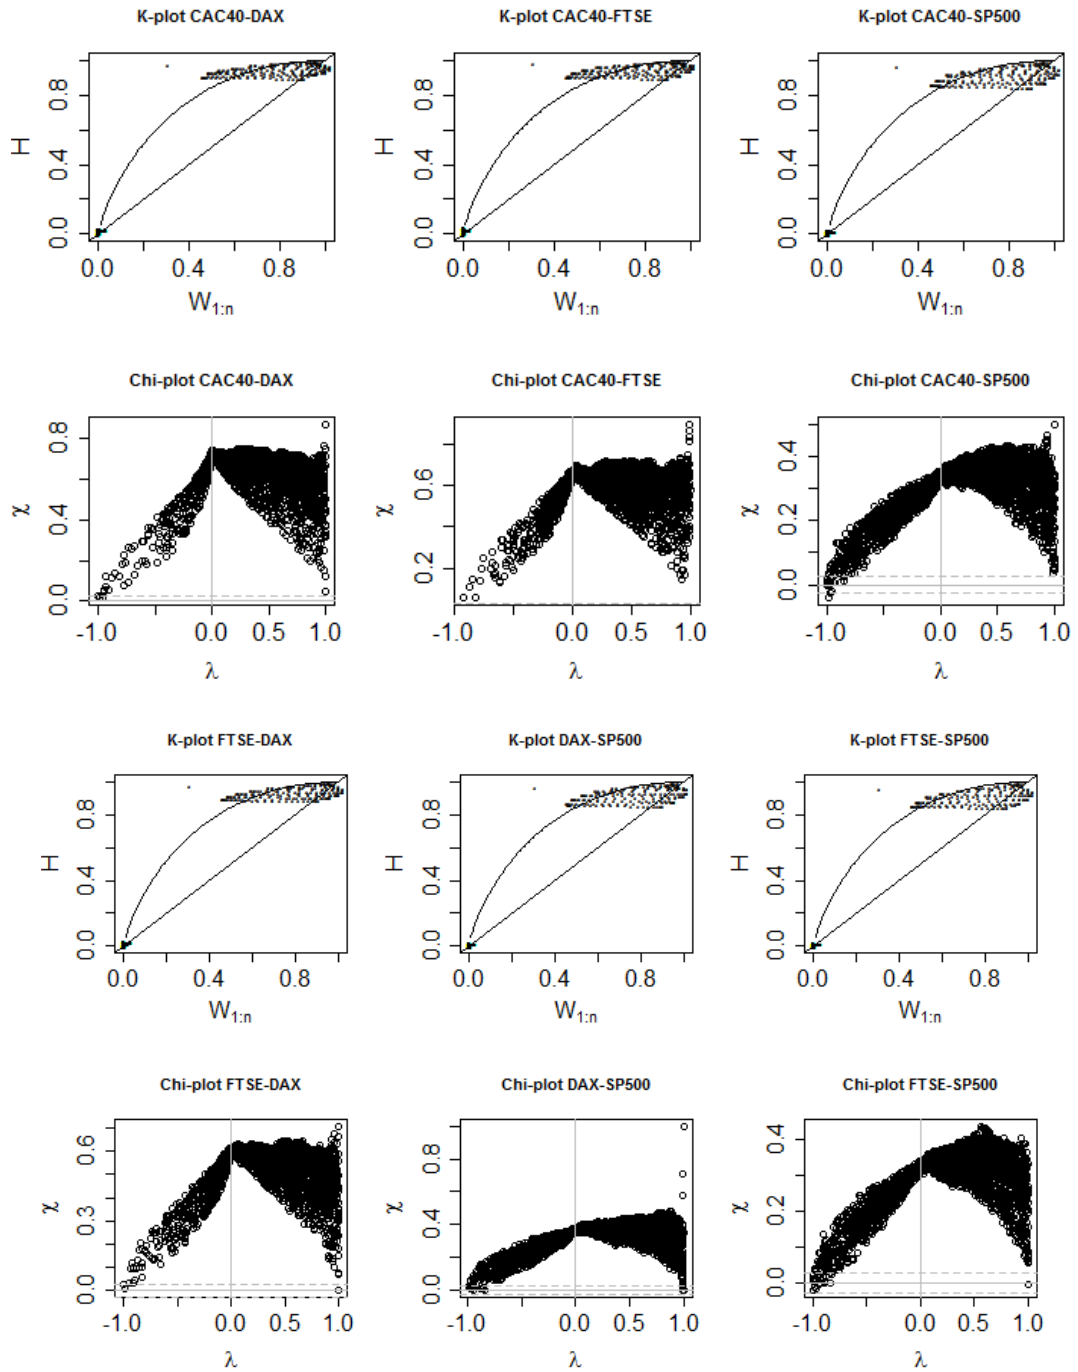 K-plot CAC40-DAX
K-plot CAC40-FTSE
K-plot CAC40-SP500
H
0.0 0.4 0.8
0.0 0.4 0.8
W1:n
H
0.0 0.4 0.8
0.0 0.4 0.8
W1:n
H
0.0 0.4 0.8
0.0 0.4 0.8
W1:n
Chi-plot CAC40-DAX
Chi-plot CAC40-FTSE
Chi-plot CAC40-SP500
χ
0.0 0.4 0.8
-1.0 0.0 0.5 1.0
λ
χ
0.2 0.6
-1.0 0.0 0.5 1.0
λ
χ
0.0 0.2 0.4
-1.0 0.0 0.5 1.0
λ
K-plot FTSE-DAX
K-plot DAX-SP500
K-plot FTSE-SP500
H
0.0 0.4 0.8
0.0 0.4 0.8
W1:n
H
0.0 0.4 0.8
0.0 0.4 0.8
W1:n
H
0.0 0.4 0.8
0.0 0.4 0.8
W1:n
Chi-plot FTSE-DAX
Chi-plot DAX-SP500
Chi-plot FTSE-SP500
χ
0.0 0.3 0.6
-1.0 0.0 0.5 1.0
λ
χ
0.0 0.4 0.8
-1.0 0.0 0.5 1.0
λ
χ
0.0 0.2 0.4
-1.0 0.0 0.5 1.0
λ